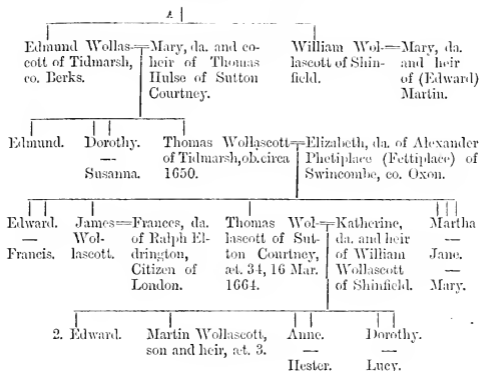 Edmund Wollas-=Mary, da. and co- William Wol-=Mary, da.
cott of Tidmarsh, heir of Thomas lascott of Shin- and heir
co. Berks. Hulse of Sutton field. of (Edward)
Courtney. Martin.
Edmund. Dorothy. Thomas Wollascott=Elizabeth, da. of Alexander
— of Tidmarsh, ob. circa Phetiplace (Fettiplace) of
Susanna. 1650. Swincombe, co. Oxon.
Edward. James=Frances, da. Thomas Wol-=Katherine, Martha
— Wol- of Ralph El- lascott of Sut- da. and heir —
Francis. lascott. drington, ton Courtney, of William Jane.
Citizen of æt. 34, 16 Mar. Wollascott —
London. 1664. of Shinfield. Mary.
2. Edward. Martin Wollascott, Anne. Dorothy.
son and heir, æt. 3. — —
Hester. Lucy.